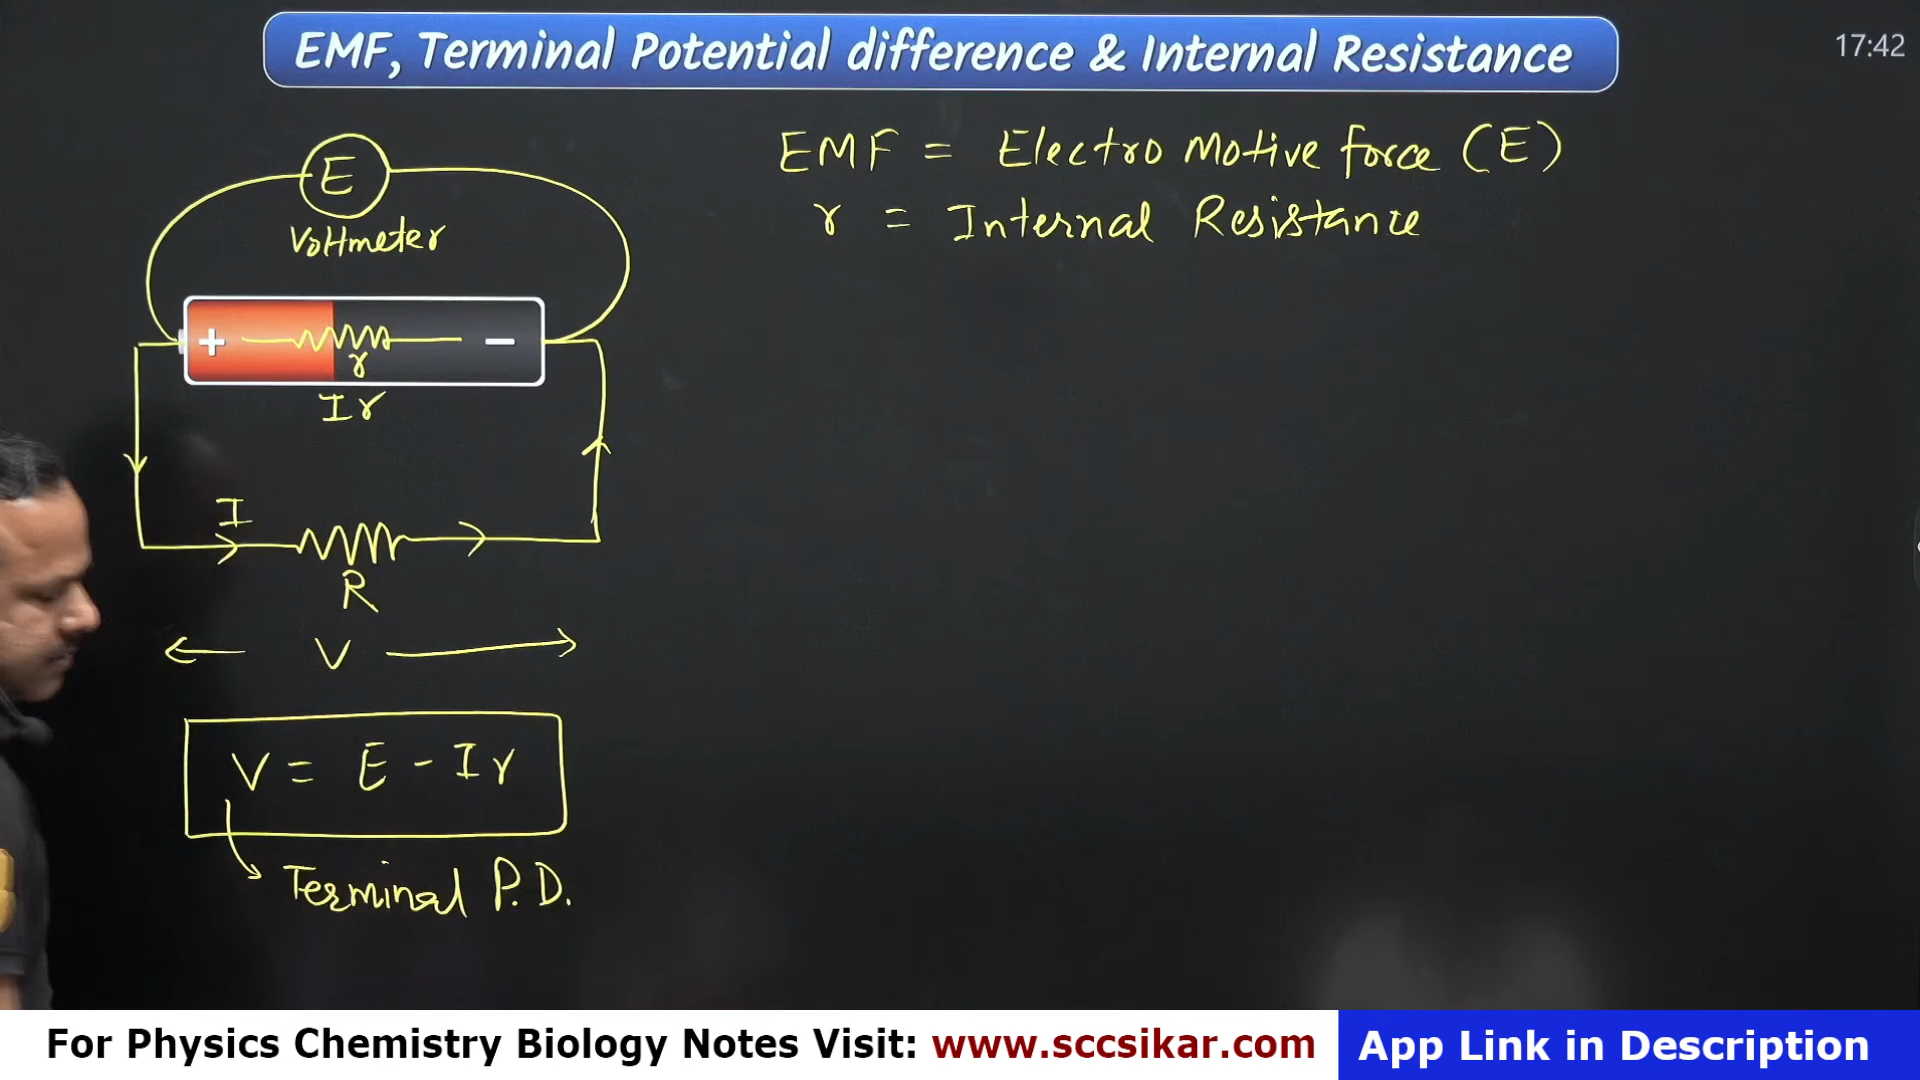 EMF, Terminal Potential difference & Internal Resistance
17:42
EMF = Electro Motive force (E)
r = Internal Resistance
E
Voltmeter
+ −
r
Ir
I
R
V
V = E - Ir
Terminal P.D.
For Physics Chemistry Biology Notes Visit: www.sccsikar.com
App Link in Description